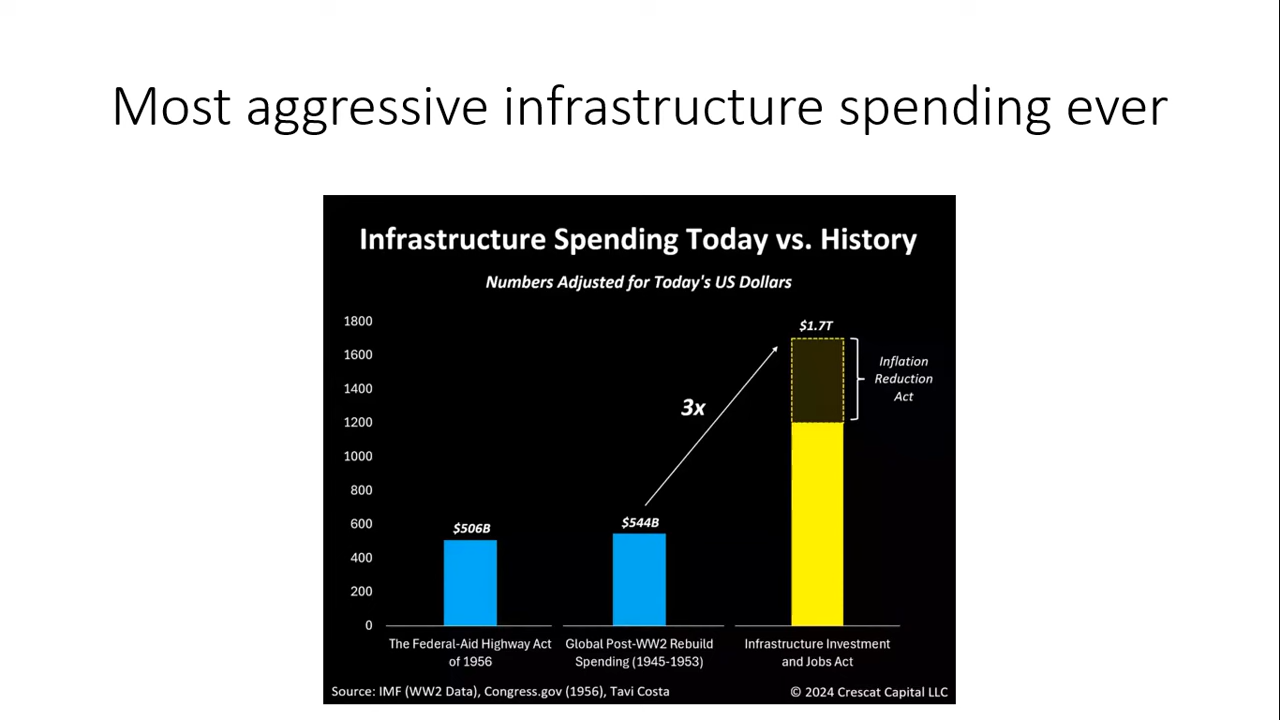 Most aggressive infrastructure spending ever
Infrastructure Spending Today vs. History
Numbers Adjusted for Today's US Dollars
1800
1600
1400
1200
1000
800
600
400
200
0
$506B
$544B
3x
$1.7T
Inflation
Reduction
Act
The Federal-Aid Highway Act
of 1956
Global Post-WW2 Rebuild
Spending (1945-1953)
Infrastructure Investment
and Jobs Act
Source: IMF (WW2 Data), Congress.gov (1956), Tavi Costa
© 2024 Crescat Capital LLC